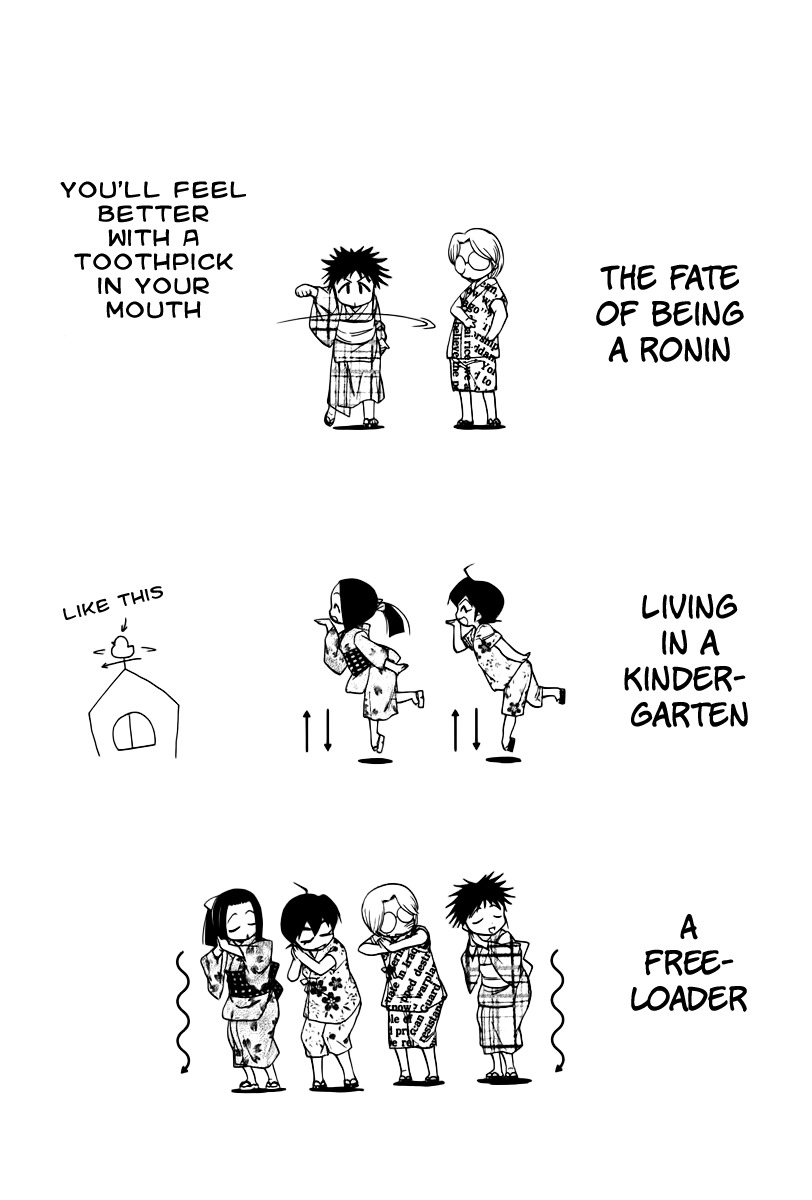 THE FATE
OF BEING
A RONIN
YOU'LL FEEL
BETTER
WITH A
TOOTHPICK
IN YOUR
MOUTH
LIVING
IN A
KINDER-
GARTEN
LIKE THIS
A
FREE-
LOADER